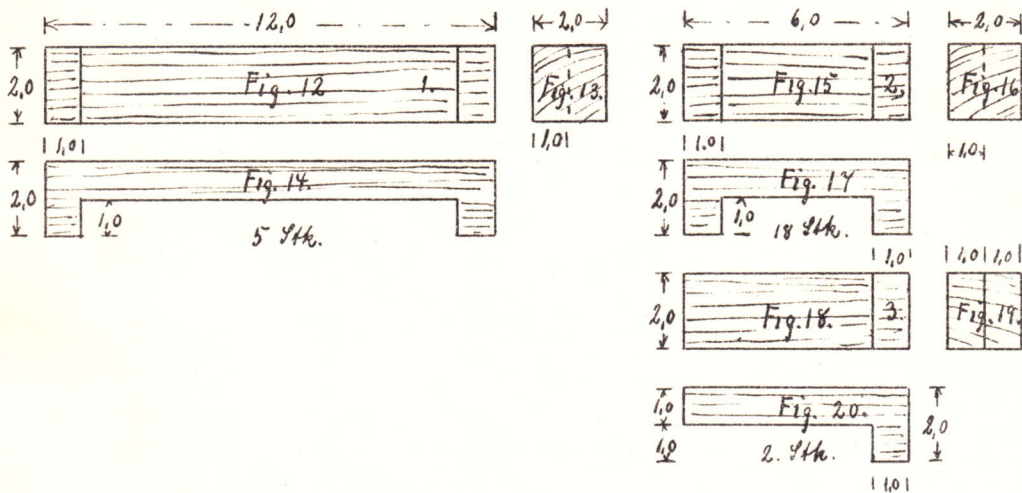 12,0 2,0 6,0 2,0
2,0 Fig. 12 1. Fig. 13. 2,0 Fig. 15 2. Fig. 16
1,0 1,0 1,0 1,0
2,0 Fig. 14. 1,0 2,0 Fig. 17 1,0
5 Stk. 18 Stk.
1,0 1,0 1,0
2,0 Fig. 18. 3. Fig. 19.
1,0 Fig. 20. 2,0
1,0 2. Stk.
1,0